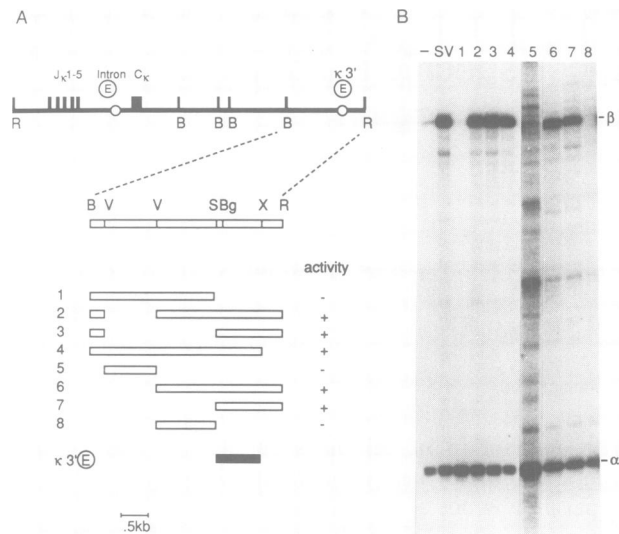 A
B
Jκ1-5
Intron
Cκ
κ 3'
E
E
R
B
B
B
B
R
B V V S Bg X R
activity
1 -
2 +
3 +
4 +
5 -
6 +
7 +
8 -
κ 3' E
.5kb
- SV 1 2 3 4 5 6 7 8
-β
-α